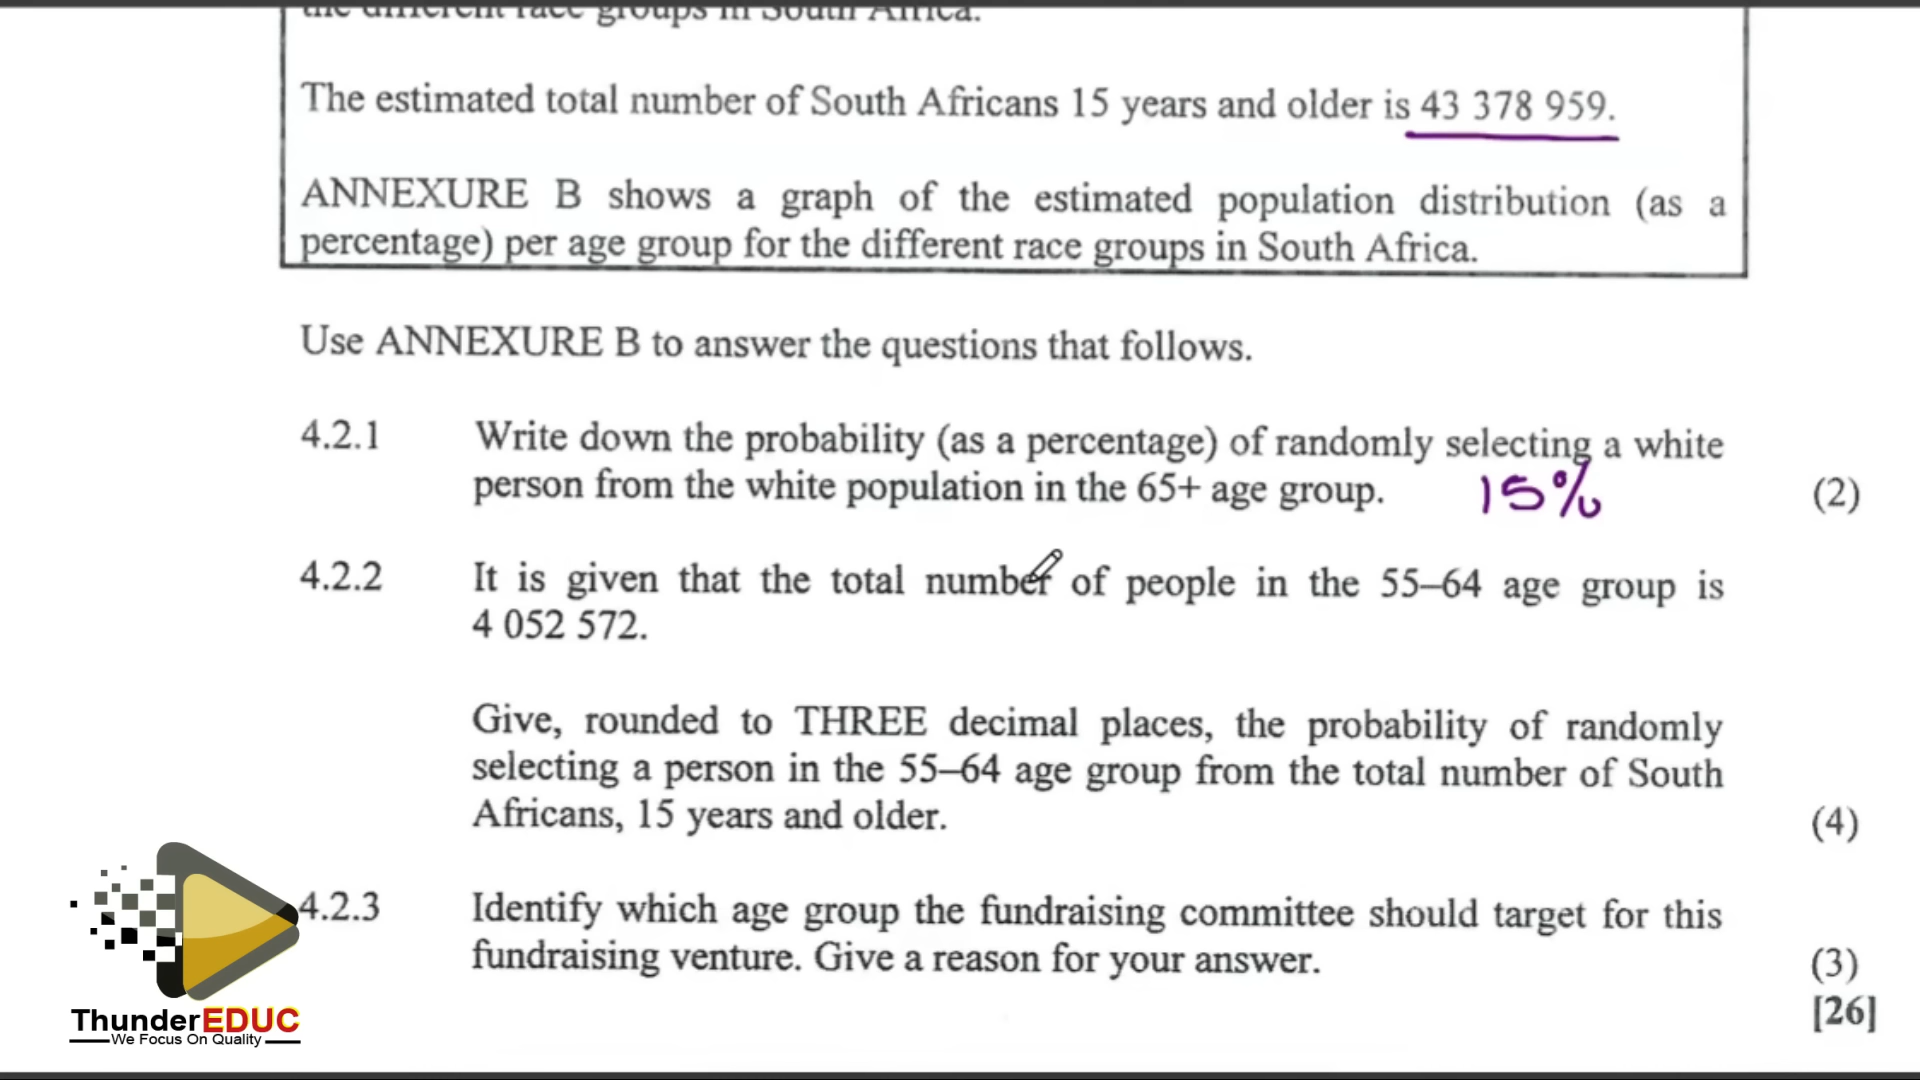 the different race groups in South Africa.
The estimated total number of South Africans 15 years and older is 43 378 959.
ANNEXURE B shows a graph of the estimated population distribution (as a
percentage) per age group for the different race groups in South Africa.
Use ANNEXURE B to answer the questions that follows.
4.2.1 Write down the probability (as a percentage) of randomly selecting a white
person from the white population in the 65+ age group. 15% (2)
4.2.2 It is given that the total number of people in the 55–64 age group is
4 052 572.
Give, rounded to THREE decimal places, the probability of randomly
selecting a person in the 55–64 age group from the total number of South
Africans, 15 years and older. (4)
4.2.3 Identify which age group the fundraising committee should target for this
fundraising venture. Give a reason for your answer. (3)
[26]
ThunderEDUC
We Focus On Quality